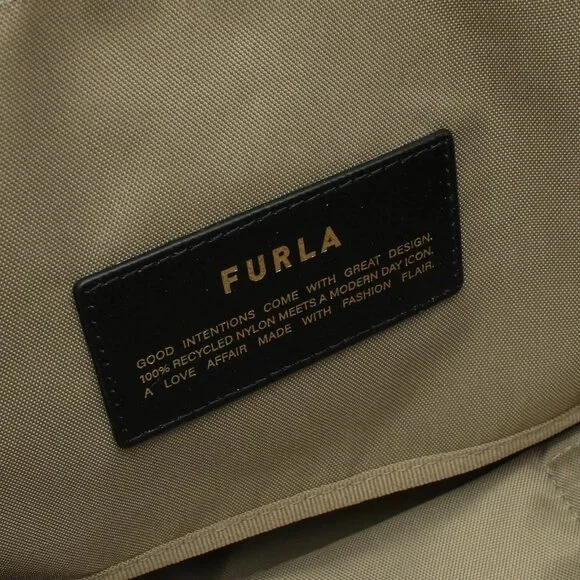 FURLA
GOOD INTENTIONS COME WITH GREAT DESIGN.
100% RECYCLED NYLON MEETS A MODERN DAY ICON.
A LOVE AFFAIR MADE WITH FASHION FLAIR.